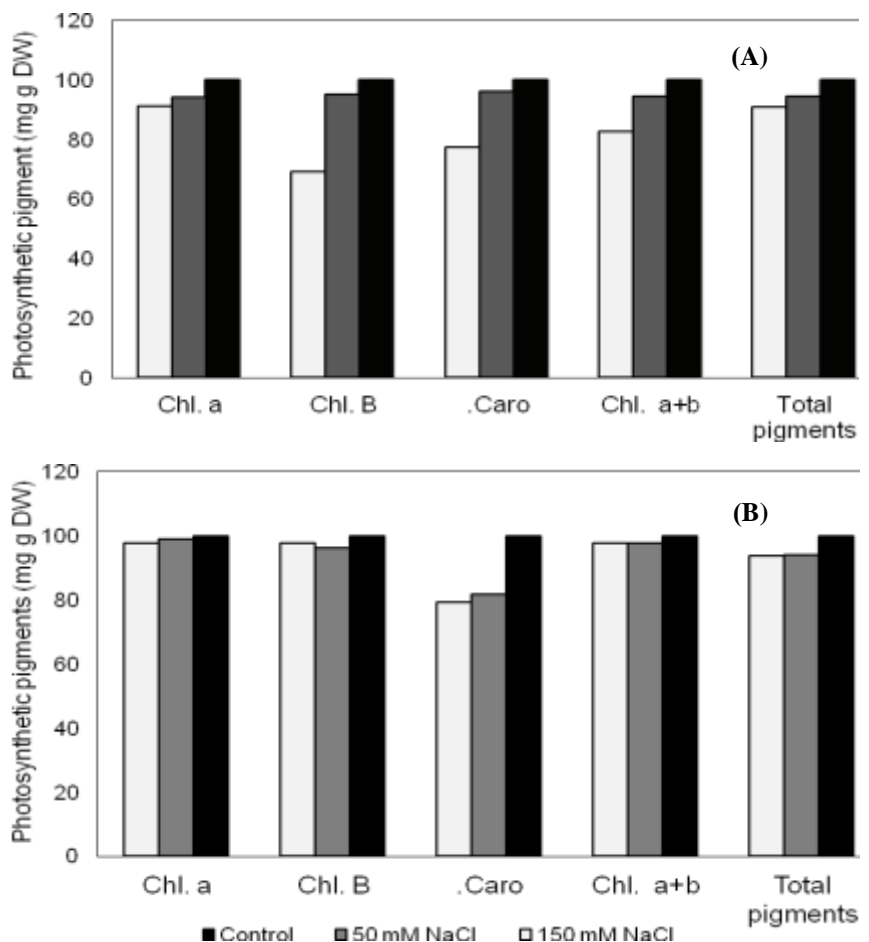 Photosynthetic pigment (mg g DW)
120
100
80
60
40
20
0
(A)
Chl. a
Chl. B
.Caro
Chl. a+b
Total
pigments
Photosynthetic pigments (mg g DW)
120
100
80
60
40
20
0
(B)
Chl. a
Chl. B
.Caro
Chl. a+b
Total
pigments
Control
50 mM NaCl
150 mM NaCl